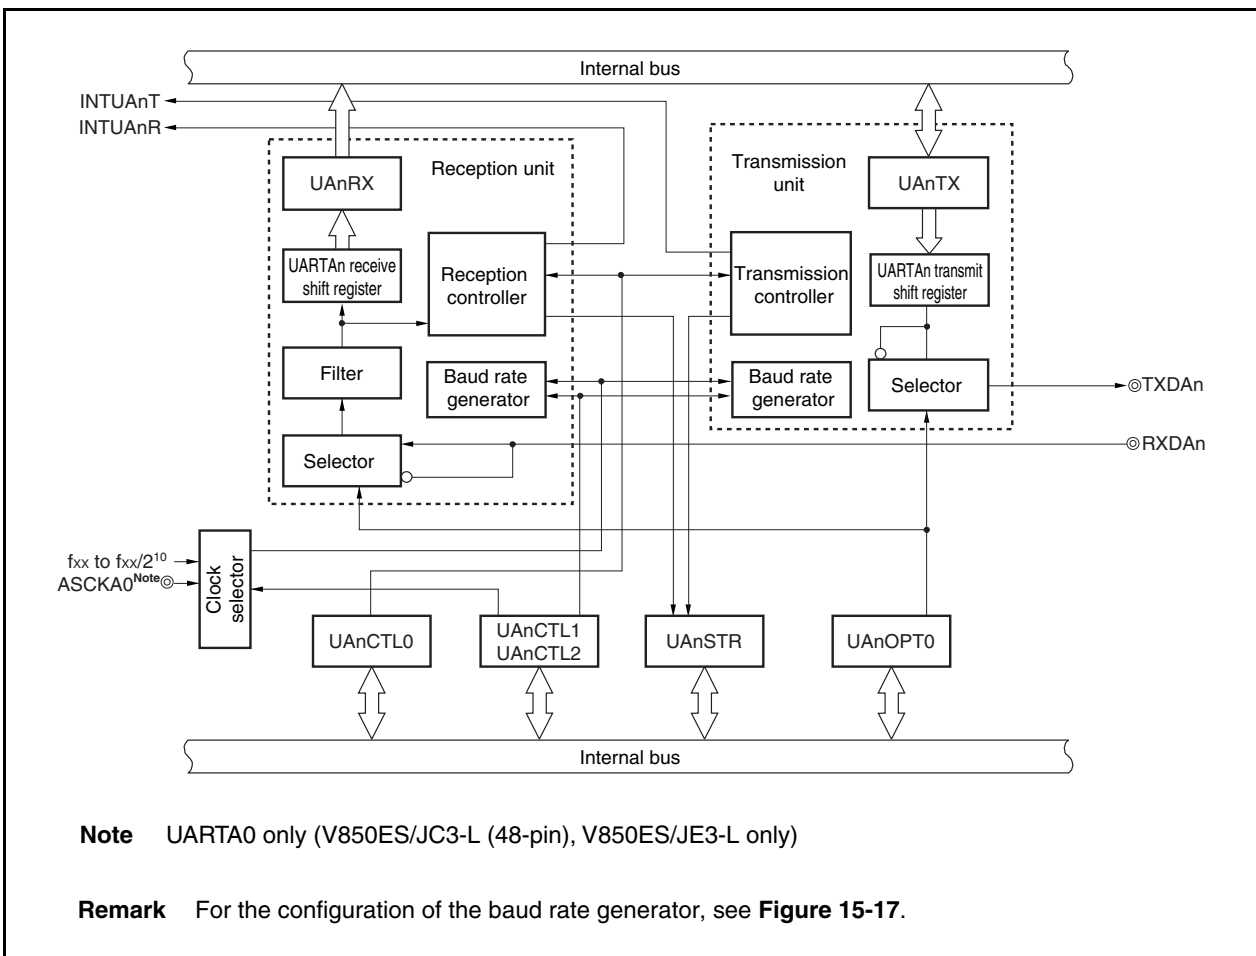 Internal bus
INTUAnT
INTUAnR
Reception unit
UAnRX
UARTAn receive
shift register
Reception
controller
Filter
Baud rate
generator
Selector
Transmission
unit
UAnTX
Transmission
controller
UARTAn transmit
shift register
Baud rate
generator
Selector
TXDAn
RXDAn
fxx to fxx/2¹⁰
ASCKA0Note
Clock
selector
UAnCTL0
UAnCTL1
UAnCTL2
UAnSTR
UAnOPT0
Internal bus
Note UARTA0 only (V850ES/JC3-L (48-pin), V850ES/JE3-L only)
Remark For the configuration of the baud rate generator, see Figure 15-17.